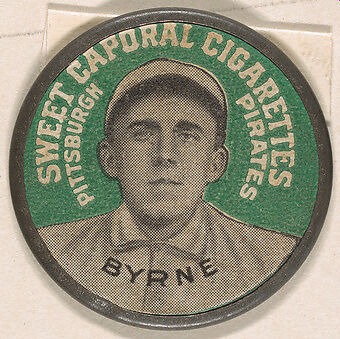 SWEET CAPORAL CIGARETTES
PITTSBURGH
PIRATES
BYRNE